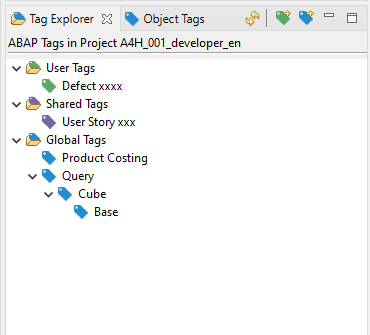 Tag Explorer Object Tags
ABAP Tags in Project A4H_001_developer_en
User Tags
Defect xxxx
Shared Tags
User Story xxx
Global Tags
Product Costing
Query
Cube
Base